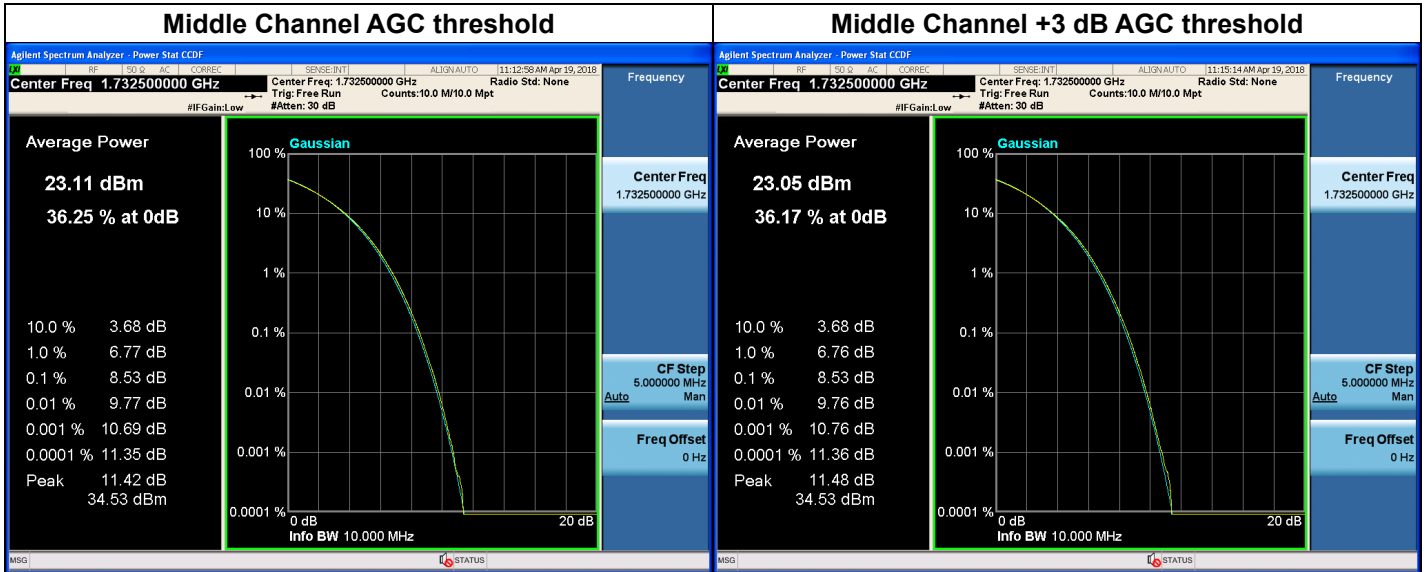 Middle Channel AGC threshold
Agilent Spectrum Analyzer - Power Stat CCDF
LXI RF 50 Ω AC CORREC SENSE:INT ALIGNAUTO 11:12:58 AM Apr 19, 2018
Center Freq 1.732500000 GHz
Center Freq: 1.732500000 GHz Radio Std: None
Trig: Free Run Counts:10.0 M/10.0 Mpt
#IFGain:Low #Atten: 30 dB
Frequency
Average Power
23.11 dBm
36.25 % at 0dB
10.0 % 3.68 dB
1.0 % 6.77 dB
0.1 % 8.53 dB
0.01 % 9.77 dB
0.001 % 10.69 dB
0.0001 % 11.35 dB
Peak 11.42 dB
34.53 dBm
Gaussian
100 %
10 %
1 %
0.1 %
0.01 %
0.001 %
0.0001 %
0 dB 20 dB
Info BW 10.000 MHz
Center Freq
1.732500000 GHz
CF Step
5.000000 MHz
Auto Man
Freq Offset
0 Hz
MSG STATUS
Middle Channel +3 dB AGC threshold
Agilent Spectrum Analyzer - Power Stat CCDF
LXI RF 50 Ω AC CORREC SENSE:INT ALIGNAUTO 11:15:14 AM Apr 19, 2018
Center Freq 1.732500000 GHz
Center Freq: 1.732500000 GHz Radio Std: None
Trig: Free Run Counts:10.0 M/10.0 Mpt
#IFGain:Low #Atten: 30 dB
Frequency
Average Power
23.05 dBm
36.17 % at 0dB
10.0 % 3.68 dB
1.0 % 6.76 dB
0.1 % 8.53 dB
0.01 % 9.76 dB
0.001 % 10.76 dB
0.0001 % 11.36 dB
Peak 11.48 dB
34.53 dBm
Gaussian
100 %
10 %
1 %
0.1 %
0.01 %
0.001 %
0.0001 %
0 dB 20 dB
Info BW 10.000 MHz
Center Freq
1.732500000 GHz
CF Step
5.000000 MHz
Auto Man
Freq Offset
0 Hz
MSG STATUS